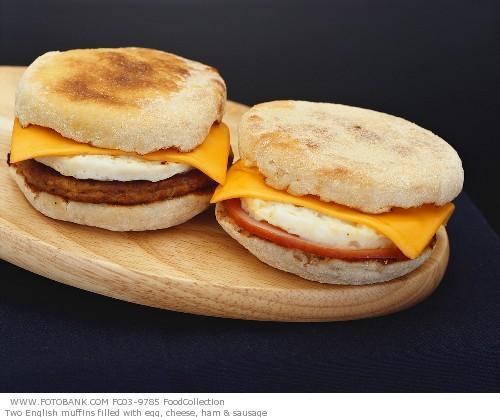 WWW.FOTOBANK.COM FC03-9785 FoodCollection
Two English muffins filled with egg, cheese, ham & sausage